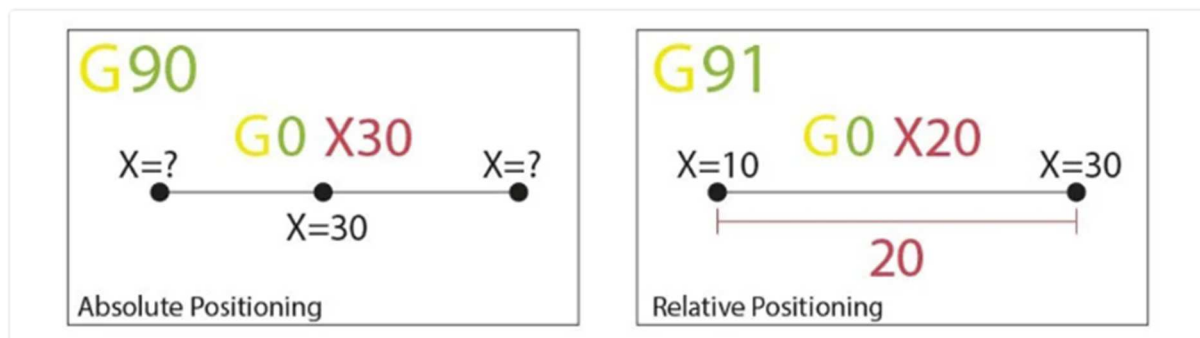 G90
G0 X30
X=?
X=?
X=30
Absolute Positioning
G91
G0 X20
X=10
X=30
20
Relative Positioning